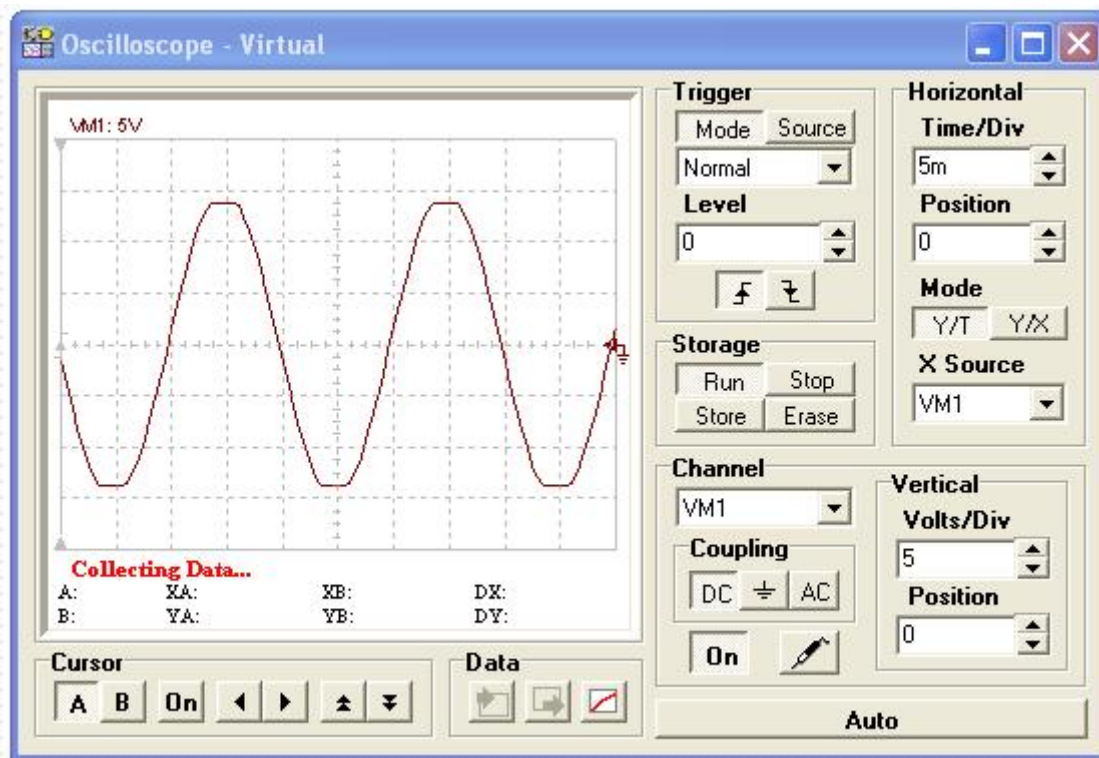 Oscilloscope - Virtual
VM1: 5V
Collecting Data...
A: XA: XB: DX:
B: YA: YB: DY:
Cursor
A B On
Data
Trigger
Mode Source
Normal
Level
0
Storage
Run Stop
Store Erase
Horizontal
Time/Div
5m
Position
0
Mode
Y/T Y/X
X Source
VM1
Channel
VM1
Coupling
DC AC
On
Vertical
Volts/Div
5
Position
0
Auto